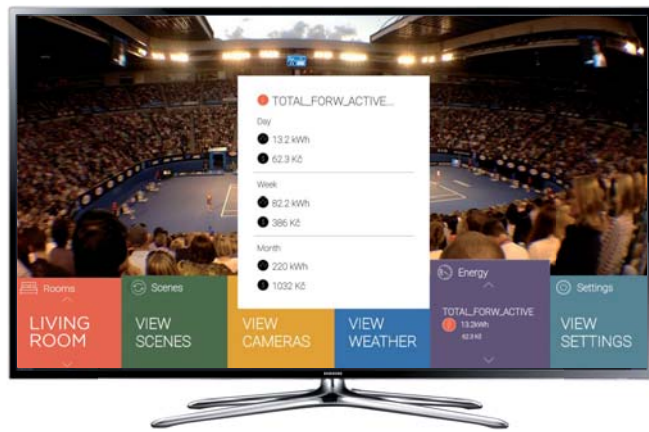 TOTAL_FORW_ACTIVE...
Day
13.2 kWh
62.3 Kč
Week
82.2 kWh
386 Kč
Month
220 kWh
1032 Kč
Rooms
LIVING
ROOM
Scenes
VIEW
SCENES
VIEW
CAMERAS
VIEW
WEATHER
Energy
TOTAL_FORW_ACTIVE
13.2kWh
62.3 Kč
Settings
VIEW
SETTINGS
SAMSUNG